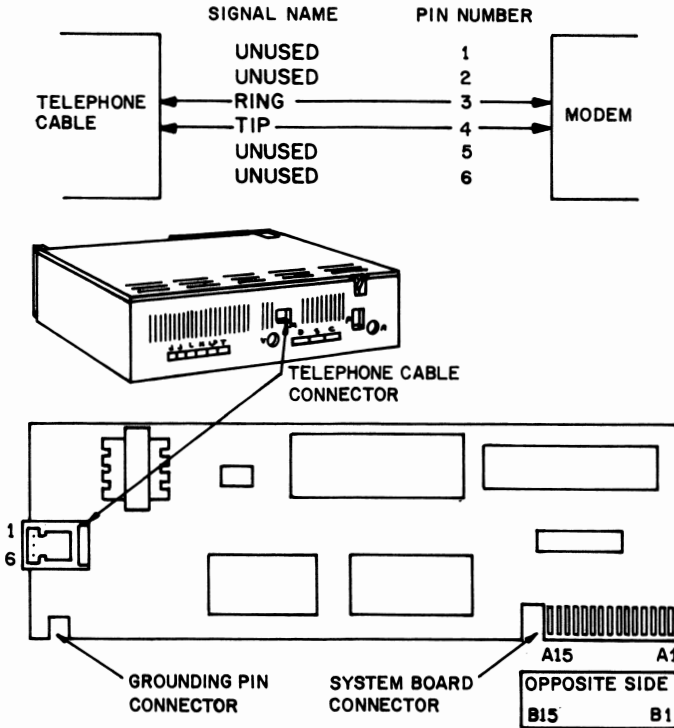 SIGNAL NAME PIN NUMBER
UNUSED 1
UNUSED 2
TELEPHONE CABLE
RING 3
TIP 4
MODEM
UNUSED 5
UNUSED 6
TELEPHONE CABLE
CONNECTOR
1
6
A15 A1
GROUNDING PIN
CONNECTOR
SYSTEM BOARD
CONNECTOR
OPPOSITE SIDE
B15 B1